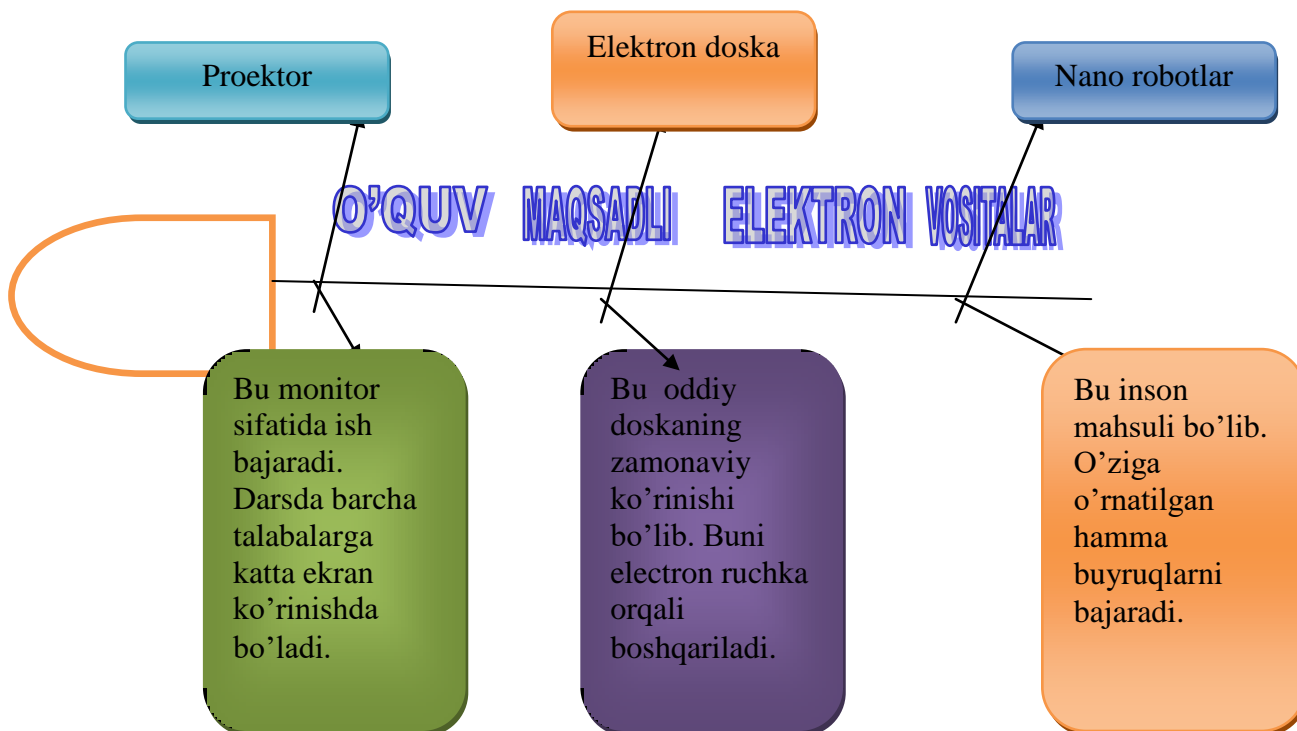 Proektor
Elektron doska
Nano robotlar
O’QUV MAQSADLI ELEKTRON VOSITALAR
Bu monitor
sifatida ish
bajaradi.
Darsda barcha
talabalarga
katta ekran
ko’rinishda
bo’ladi.
Bu oddiy
doskaning
zamonaviy
ko’rinishi
bo’lib. Buni
electron ruchka
orqali
boshqariladi.
Bu inson
mahsuli bo’lib.
O’ziga
o’rnatilgan
hamma
buyruqlarni
bajaradi.